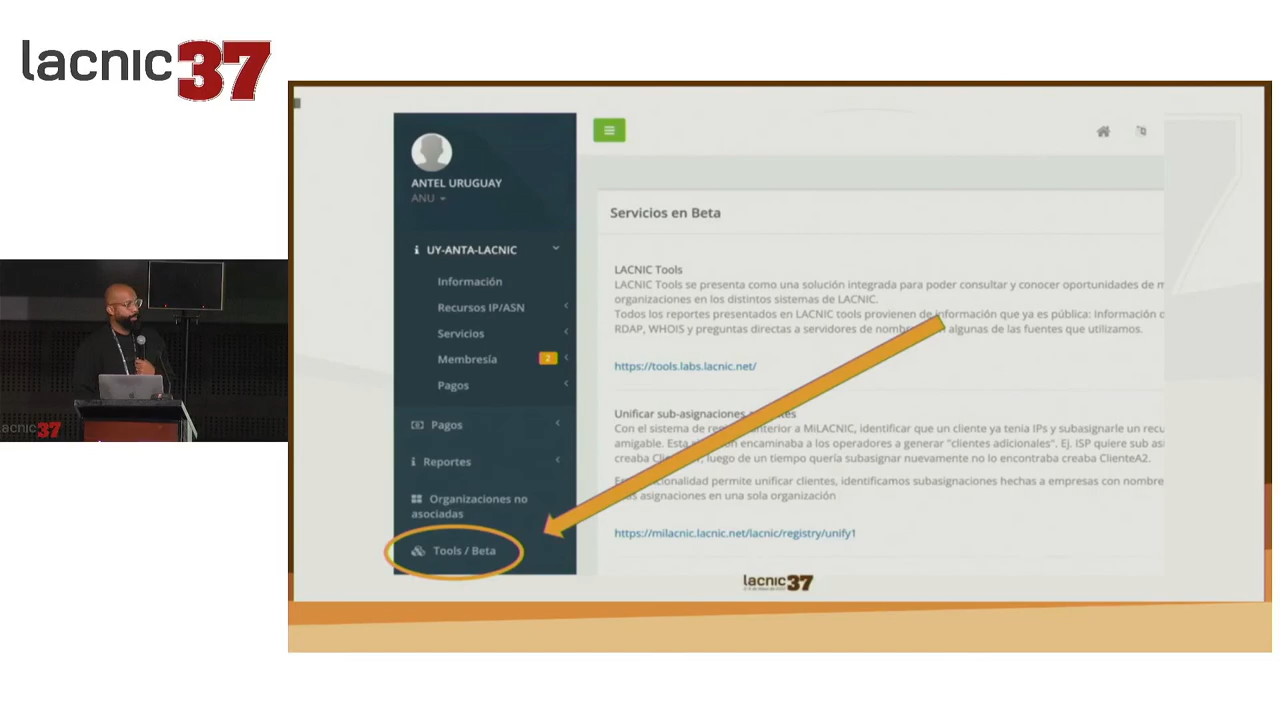 lacnic37
ANTEL URUGUAY
ANU
UY-ANTA-LACNIC
Información
Recursos IP/ASN
Servicios
Membresía 2
Pagos
Pagos
Reportes
Organizaciones no
asociadas
Tools / Beta
Servicios en Beta
LACNIC Tools
LACNIC Tools se presenta como una solución integrada para poder consultar y conocer oportunidades de m
organizaciones en los distintos sistemas de LACNIC.
Todos los reportes presentados en LACNIC tools provienen de información que ya es pública: Información
RDAP, WHOIS y preguntas directas a servidores de algunas de las fuentes que utilizamos.
https://tools.labs.lacnic.net/
Unificar sub-asignaciones
Con el sistema de anterior a MiLACNIC, identificar que un cliente ya tenia IPs y subasignarle un recu
amigable. encaminaba a los operadores a generar "clientes adicionales". Ej. ISP quiere sub as
creaba luego de un tiempo quería subasignar nuevamente no lo encontraba creaba ClienteA2.
permite unificar clientes, identificamos subasignaciones hechas a empresas con nombre
asignaciones en una sola organización
https://milacnic.lacnic.net/lacnic/registry/unify1
lacnic37
lacnic37